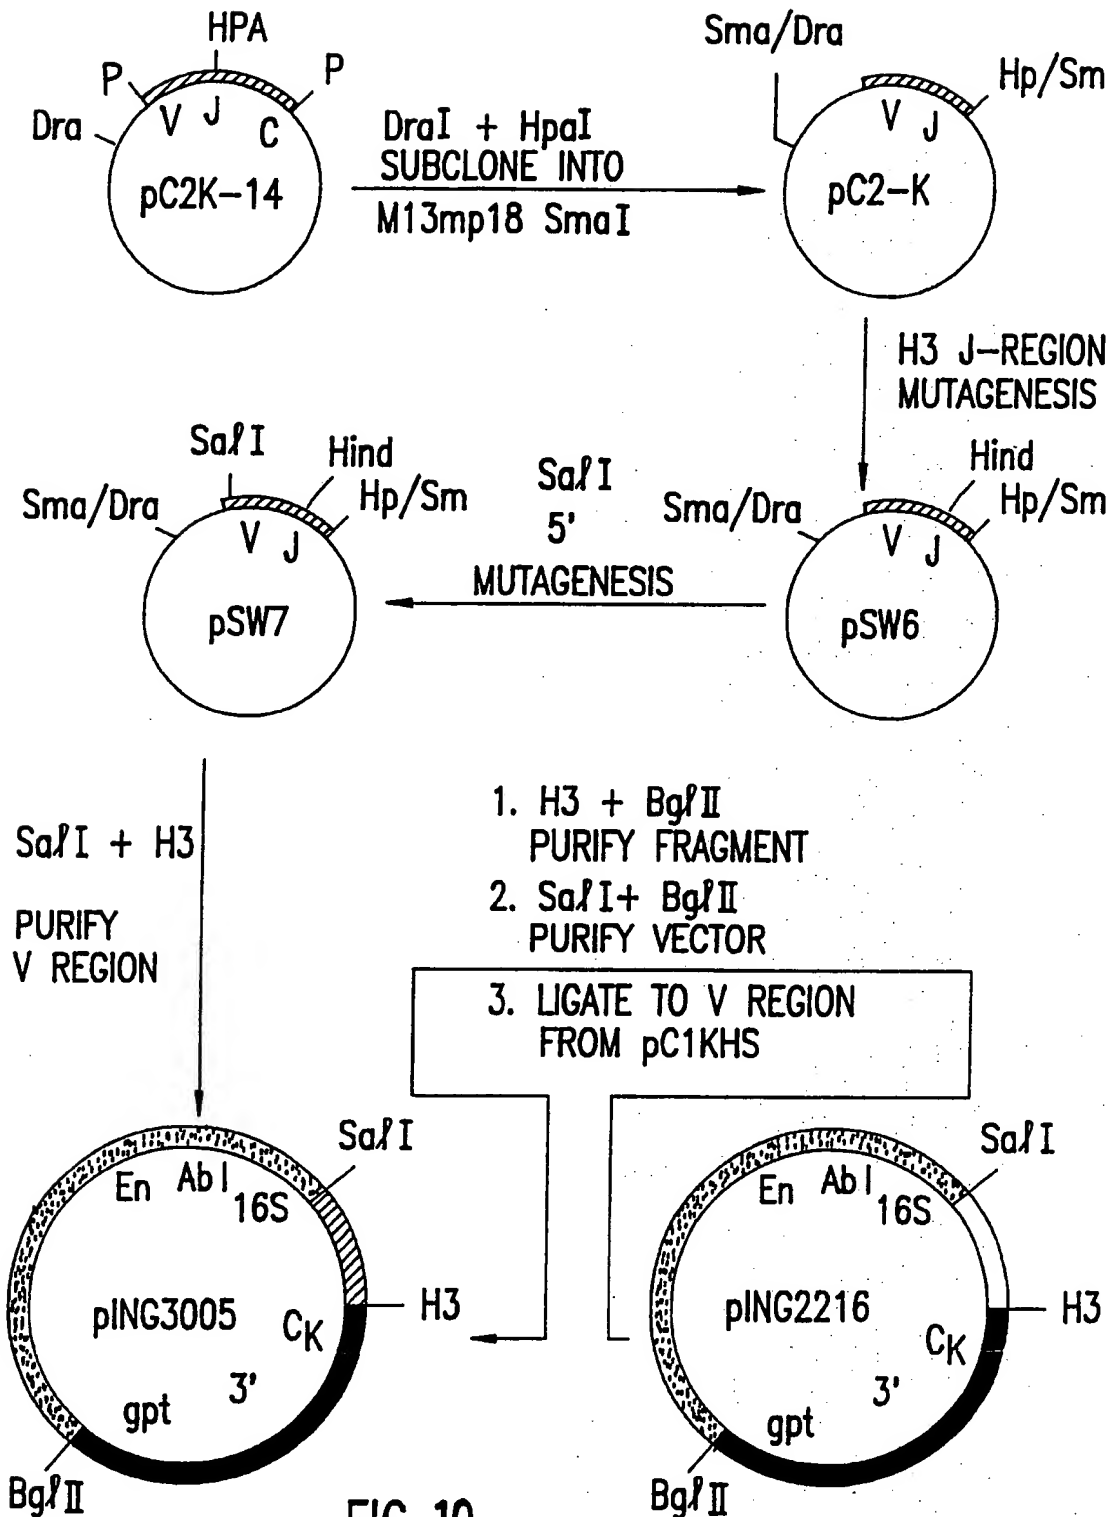 HPA
P
P
Dra
V J C
pC2K-14
DraI + HpaI
SUBCLONE INTO
M13mp18 SmaI
Sma/Dra
Hp/Sm
V J
pC2-K
H3 J-REGION
MUTAGENESIS
SalI
Hind
Sma/Dra
Hp/Sm
V J
pSW7
SalI
5'
MUTAGENESIS
Hind
Sma/Dra
Hp/Sm
V J
pSW6
SalI + H3
PURIFY
V REGION
1. H3 + BglII
PURIFY FRAGMENT
2. SalI+ BglII
PURIFY VECTOR
3. LIGATE TO V REGION
FROM pC1KHS
SalI
En AbI 16S
pING3005
H3
CK
3'
gpt
BglII
SalI
En AbI 16S
pING2216
H3
CK
3'
gpt
BglII
FIG. 10